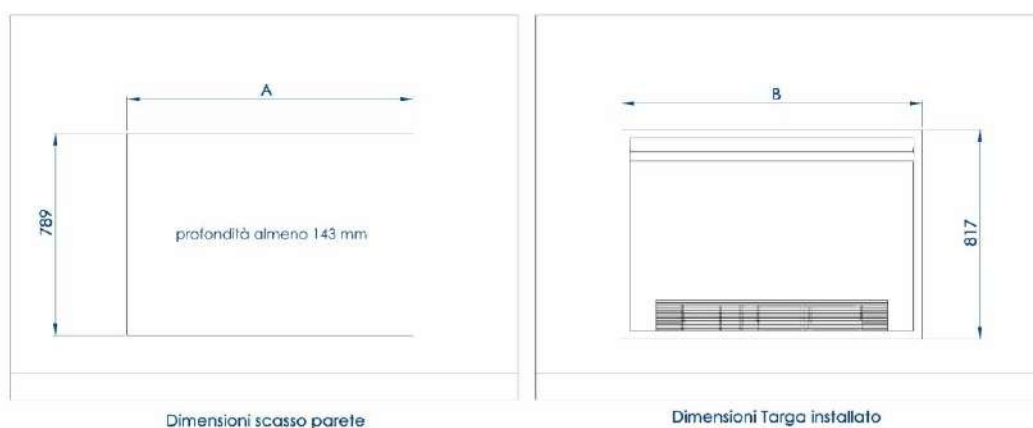 A
789
profondità almeno 143 mm
Dimensioni scasso parete
B
817
Dimensioni Targa installato